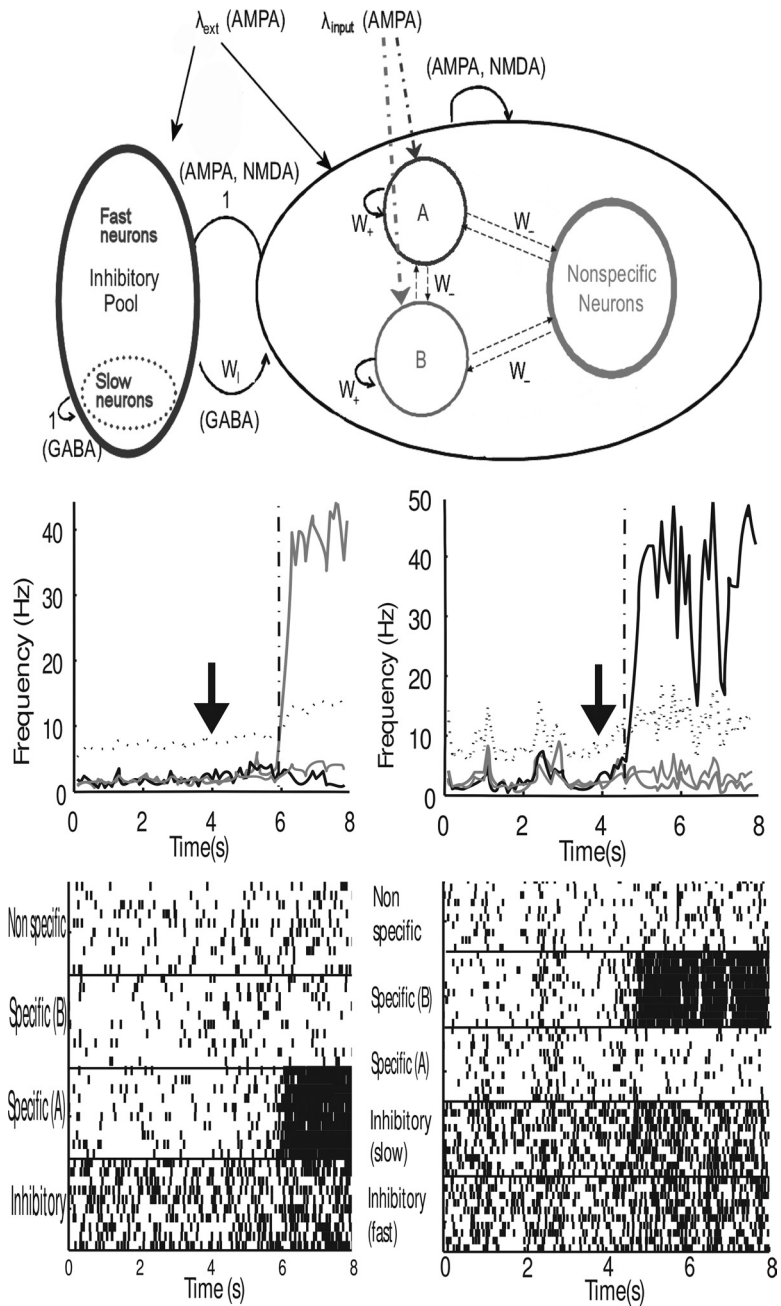 λext (AMPA)
λinput (AMPA)
(AMPA, NMDA)
(AMPA, NMDA)
1
Fast
neurons
Inhibitory
Pool
Slow
neurons
1
(GABA)
WI
(GABA)
A
W+
W−
W−
Nonspecific
Neurons
B
W+
W−
Frequency (Hz)
40
30
20
10
0
0 2 4 6 8
Time(s)
Frequency (Hz)
50
40
30
20
10
0
0 2 4 6 8
Time(s)
Non specific
Specific (B)
Specific (A)
Inhibitory
0 2 4 6 8
Time (s)
Non
specific
Specific (B)
Specific (A)
Inhibitory
(slow)
Inhibitory
(fast)
0 2 4 6 8
Time (s)